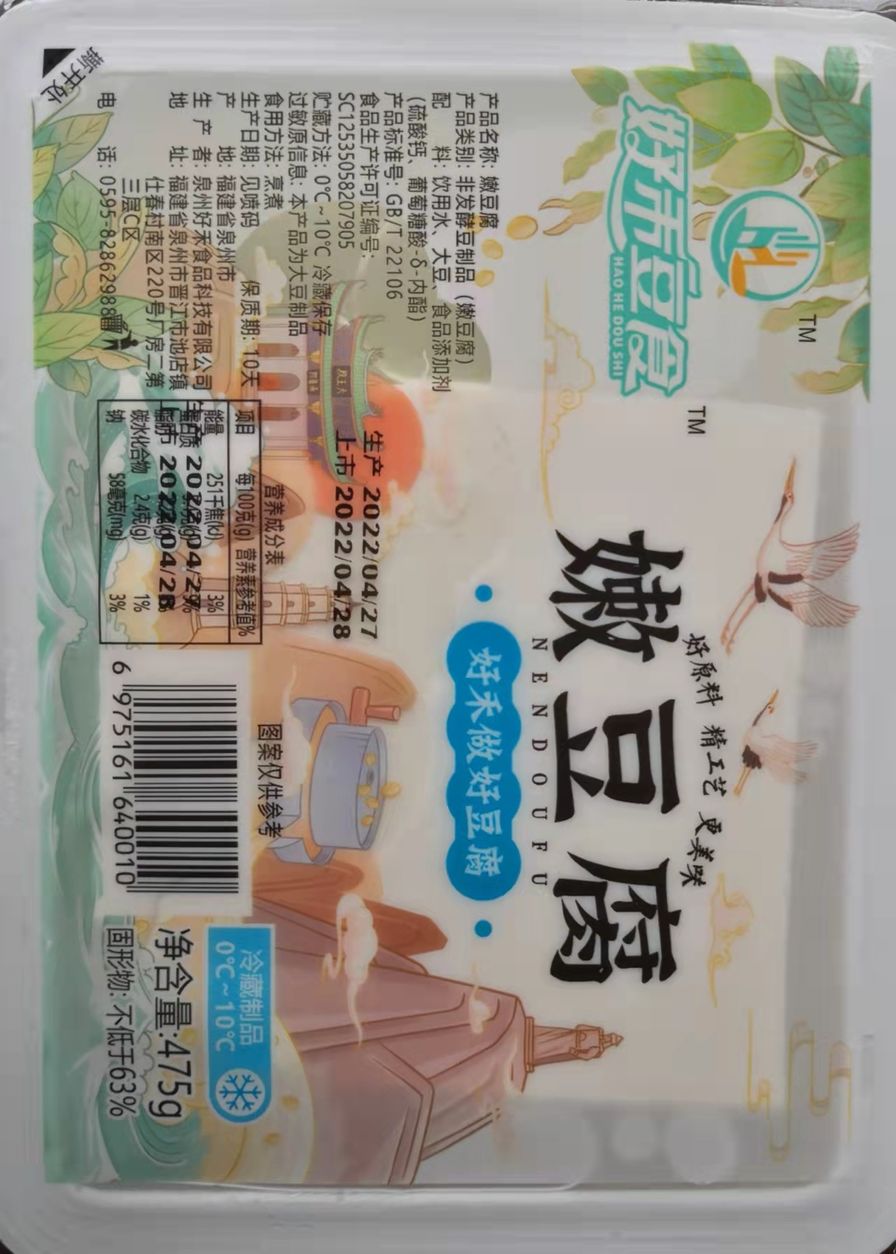 撕开处
好禾豆食
HAO HE DOU SHI
TM
TM
好原料 精工艺 更美味
嫩豆腐
NENDOUFU
好禾做好豆腐
产品名称: 嫩豆腐
产品类别: 非发酵豆制品 (嫩豆腐)
配 料: 饮用水、大豆、食品添加剂
(硫酸钙、葡萄糖酸-δ-内酯)
产品标准号: GB/T 22106
食品生产许可证编号:
SC12535058207905
贮藏方法: 0℃~10℃ 冷藏保存
过敏原信息: 本产品为大豆制品
食用方法: 烹煮
生产日期: 见喷码 保质期: 10天
产 地: 福建省泉州市
生 产 者: 泉州好禾食品科技有限公司
地 址: 福建省泉州市晋江市池店镇
仕春村南区220号厂房二第
三层C区
电 话: 0595-82862988
生产 2022/04/27
上市 2022/04/28
营养成分表
项目 每100克(g) 营养素参考值%
能量 251千焦(kJ) 3%
碳水化合物 2.4克(g) 1%
钠 58毫克(mg) 3%
生产 2022/04/27
上市 2022/04/28
图案仅供参考
6 975161 640010
冷藏制品
0℃~10℃
净含量:475g
固形物: 不低于63%